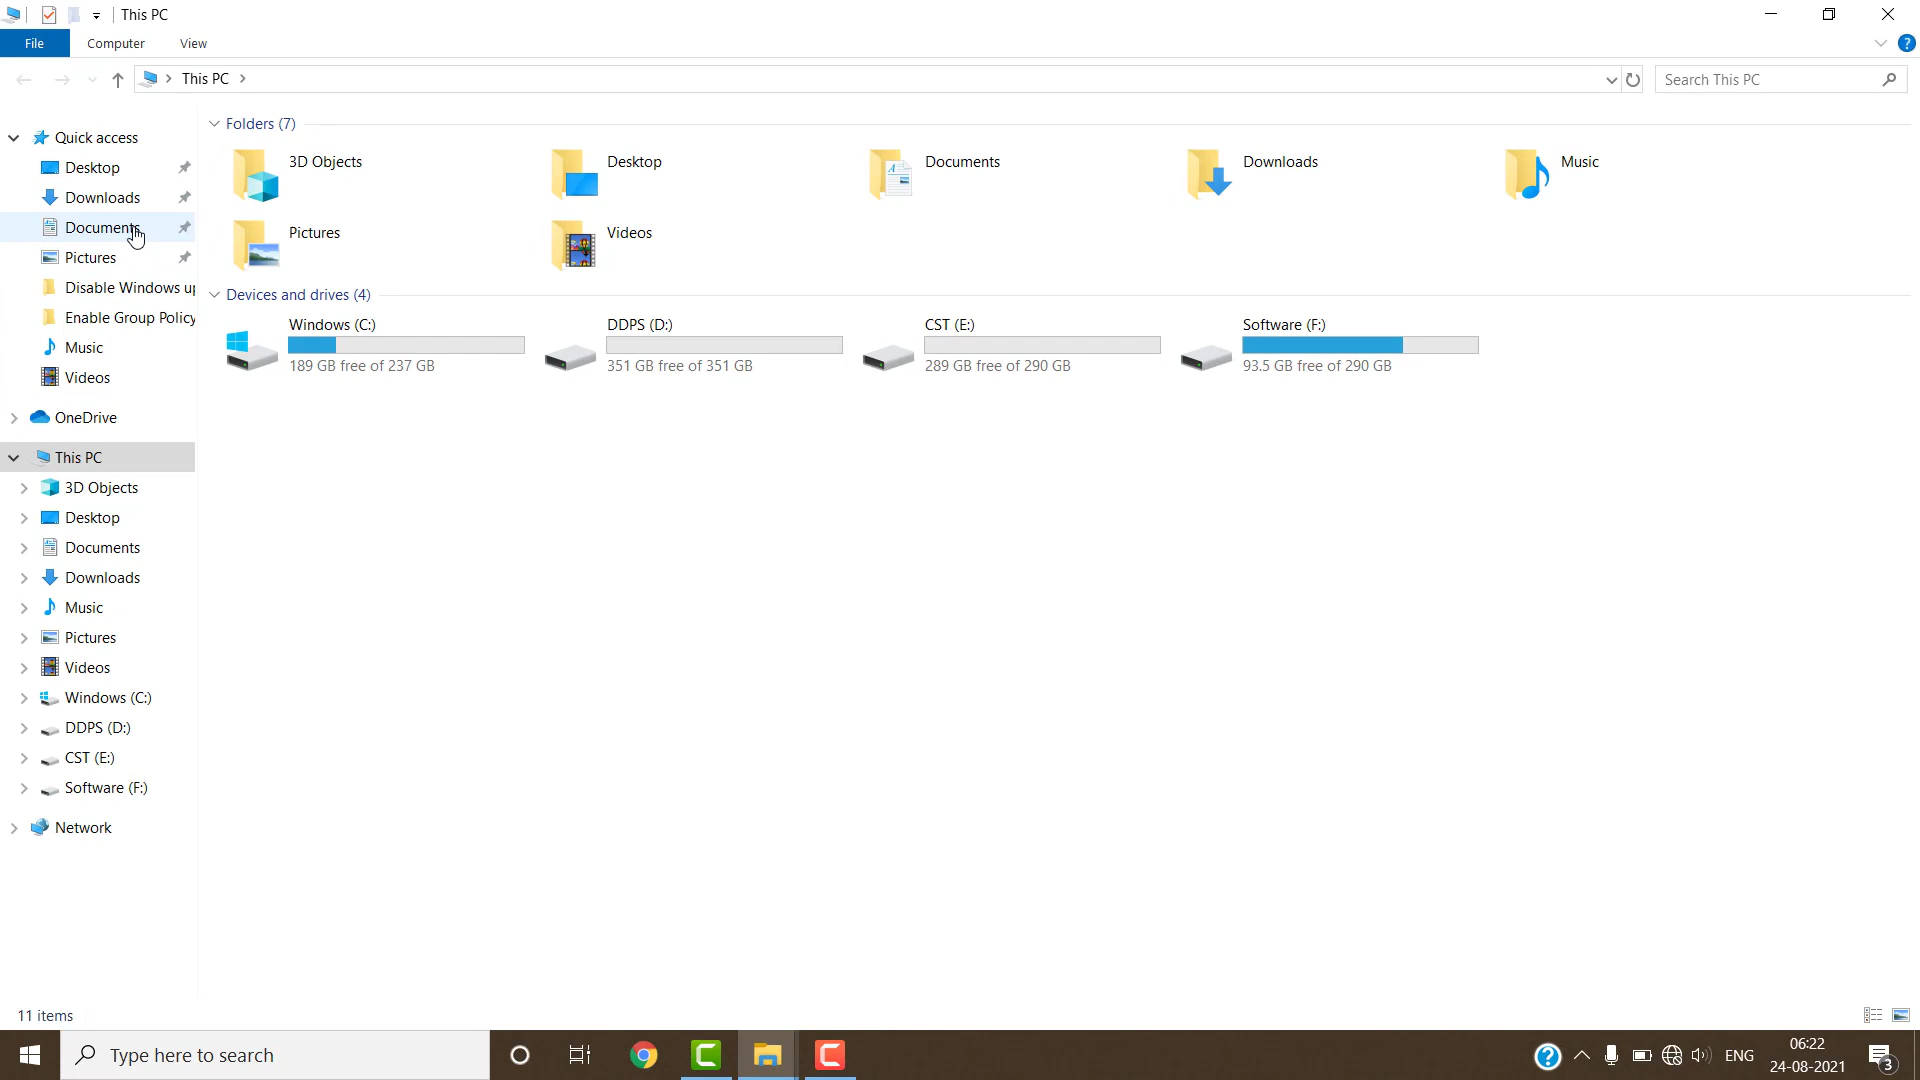 This PC
File
Computer
View
This PC
Search This PC
Quick access
Desktop
Downloads
Documents
Pictures
Disable Windows up
Enable Group Policy
Music
Videos
OneDrive
This PC
3D Objects
Desktop
Documents
Downloads
Music
Pictures
Videos
Windows (C:)
DDPS (D:)
CST (E:)
Software (F:)
Network
Folders (7)
3D Objects
Desktop
Documents
Downloads
Music
Pictures
Videos
Devices and drives (4)
Windows (C:)
189 GB free of 237 GB
DDPS (D:)
351 GB free of 351 GB
CST (E:)
289 GB free of 290 GB
Software (F:)
93.5 GB free of 290 GB
11 items
Type here to search
ENG
06:22
24-08-2021
3